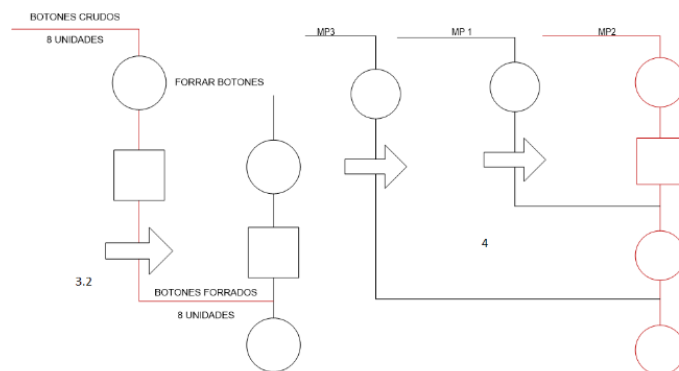 BOTONES CRUDOS
8 UNIDADES
FORRAR BOTONES
3.2
BOTONES FORRADOS
8 UNIDADES
MP3
MP 1
MP2
4